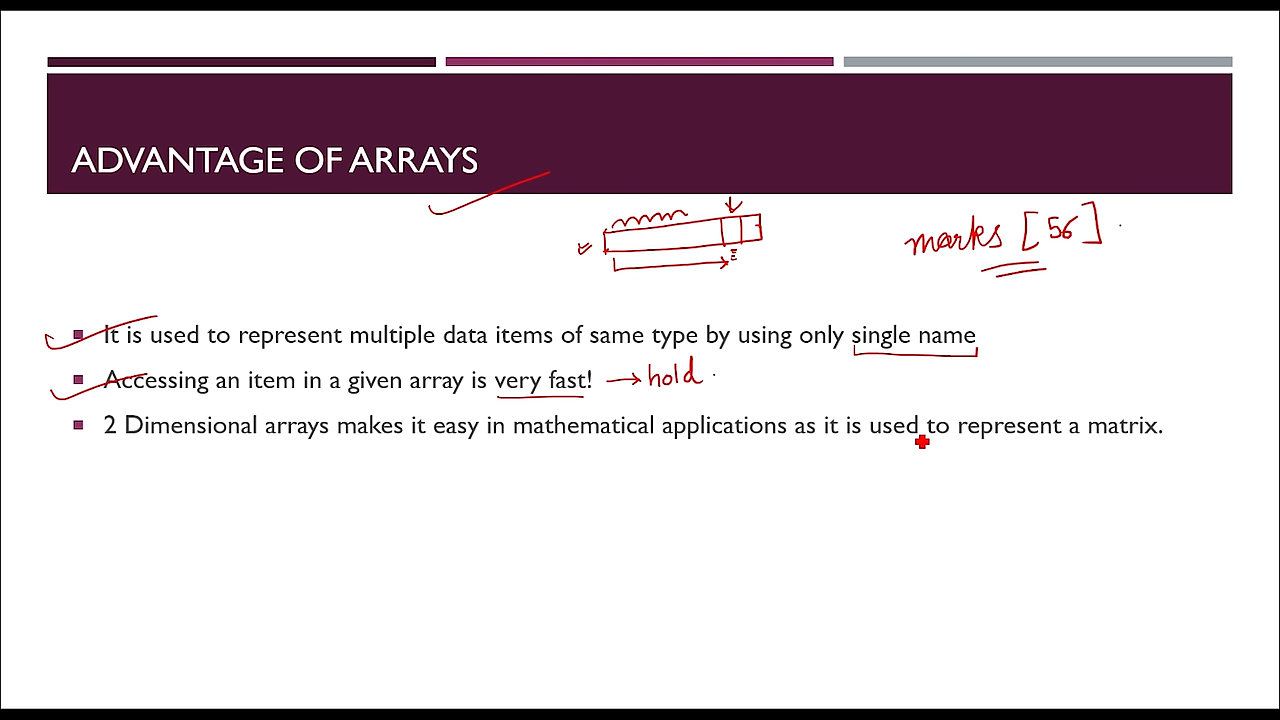 ADVANTAGE OF ARRAYS
marks [56]
It is used to represent multiple data items of same type by using only single name
Accessing an item in a given array is very fast! → hold
2 Dimensional arrays makes it easy in mathematical applications as it is used to represent a matrix.